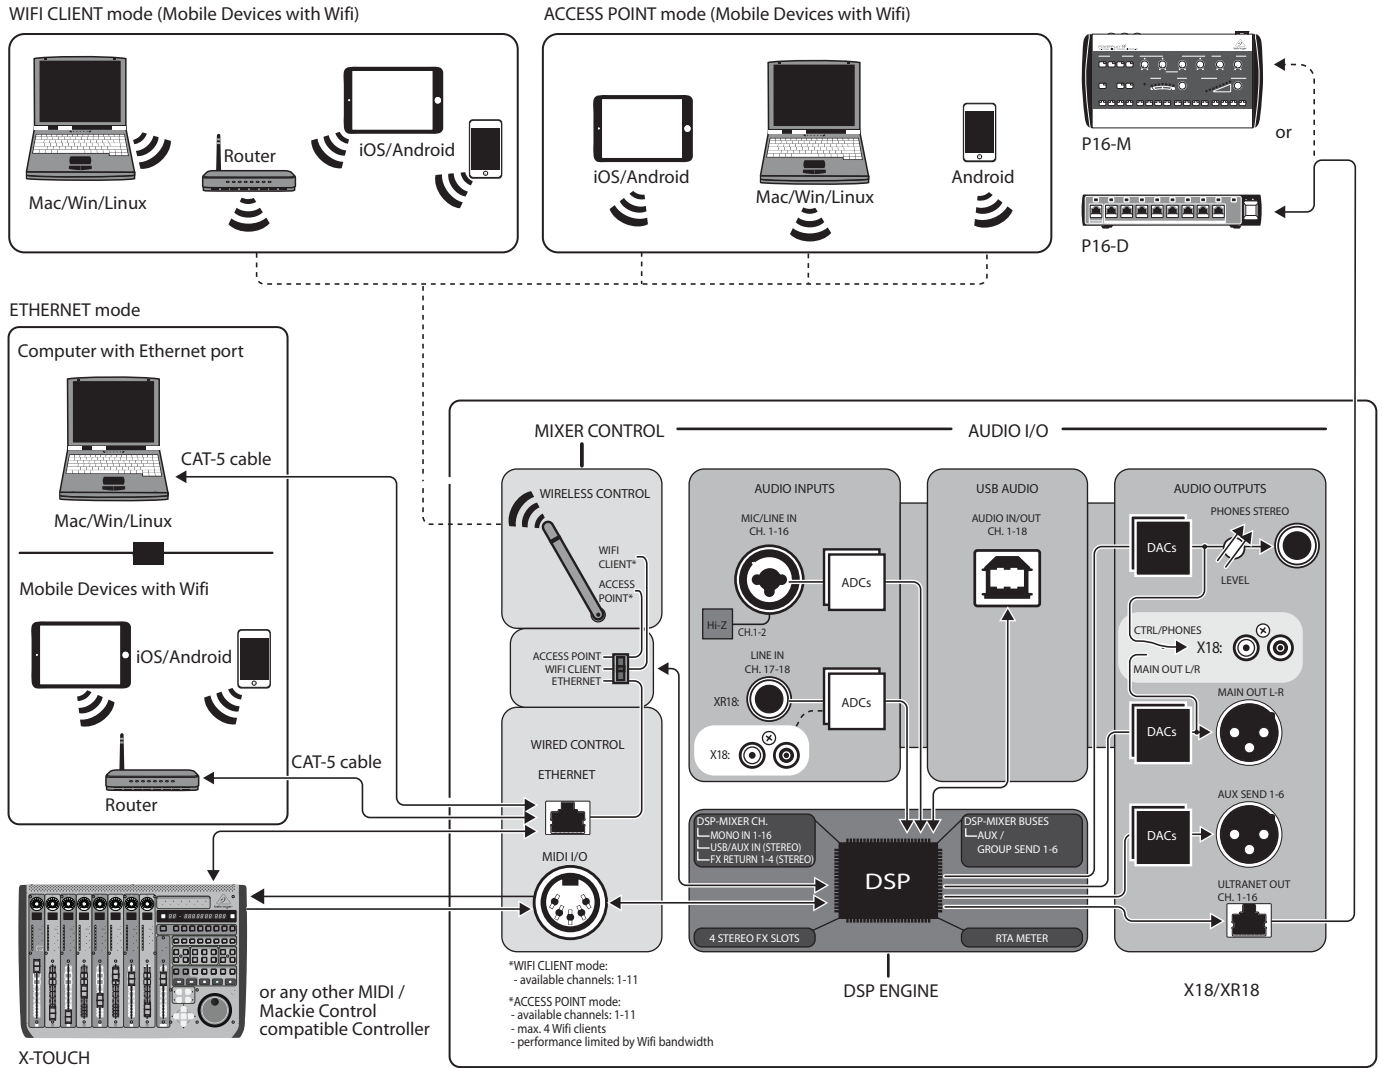 WIFI CLIENT mode (Mobile Devices with Wifi)
Router
iOS/Android
Mac/Win/Linux
ACCESS POINT mode (Mobile Devices with Wifi)
iOS/Android
Mac/Win/Linux
Android
P16-M
or
P16-D
ETHERNET mode
Computer with Ethernet port
CAT-5 cable
Mac/Win/Linux
Mobile Devices with Wifi
iOS/Android
CAT-5 cable
Router
X-TOUCH
or any other MIDI /
Mackie Control
compatible Controller
MIXER CONTROL
AUDIO I/O
WIRELESS CONTROL
WIFI
CLIENT*
ACCESS
POINT*
ACCESS POINT
WIFI CLIENT
ETHERNET
WIRED CONTROL
ETHERNET
MIDI I/O
*WIFI CLIENT mode:
- available channels: 1-11
*ACCESS POINT mode:
- available channels: 1-11
- max. 4 Wifi clients
- performance limited by Wifi bandwidth
AUDIO INPUTS
MIC/LINE IN
CH. 1-16
ADCs
Hi-Z
CH.1-2
LINE IN
CH. 17-18
XR18:
ADCs
X18:
USB AUDIO
AUDIO IN/OUT
CH. 1-18
AUDIO OUTPUTS
PHONES STEREO
DACs
LEVEL
CTRL/PHONES
X18:
MAIN OUT L/R
MAIN OUT L-R
DACs
AUX SEND 1-6
DACs
ULTRANET OUT
CH. 1-16
DSP-MIXER CH.
MONO IN 1-16
USB/AUX IN (STEREO)
FX RETURN 1-4 (STEREO)
DSP-MIXER BUSES
AUX /
GROUP SEND 1-6
DSP
4 STEREO FX SLOTS
RTA METER
DSP ENGINE
X18/XR18